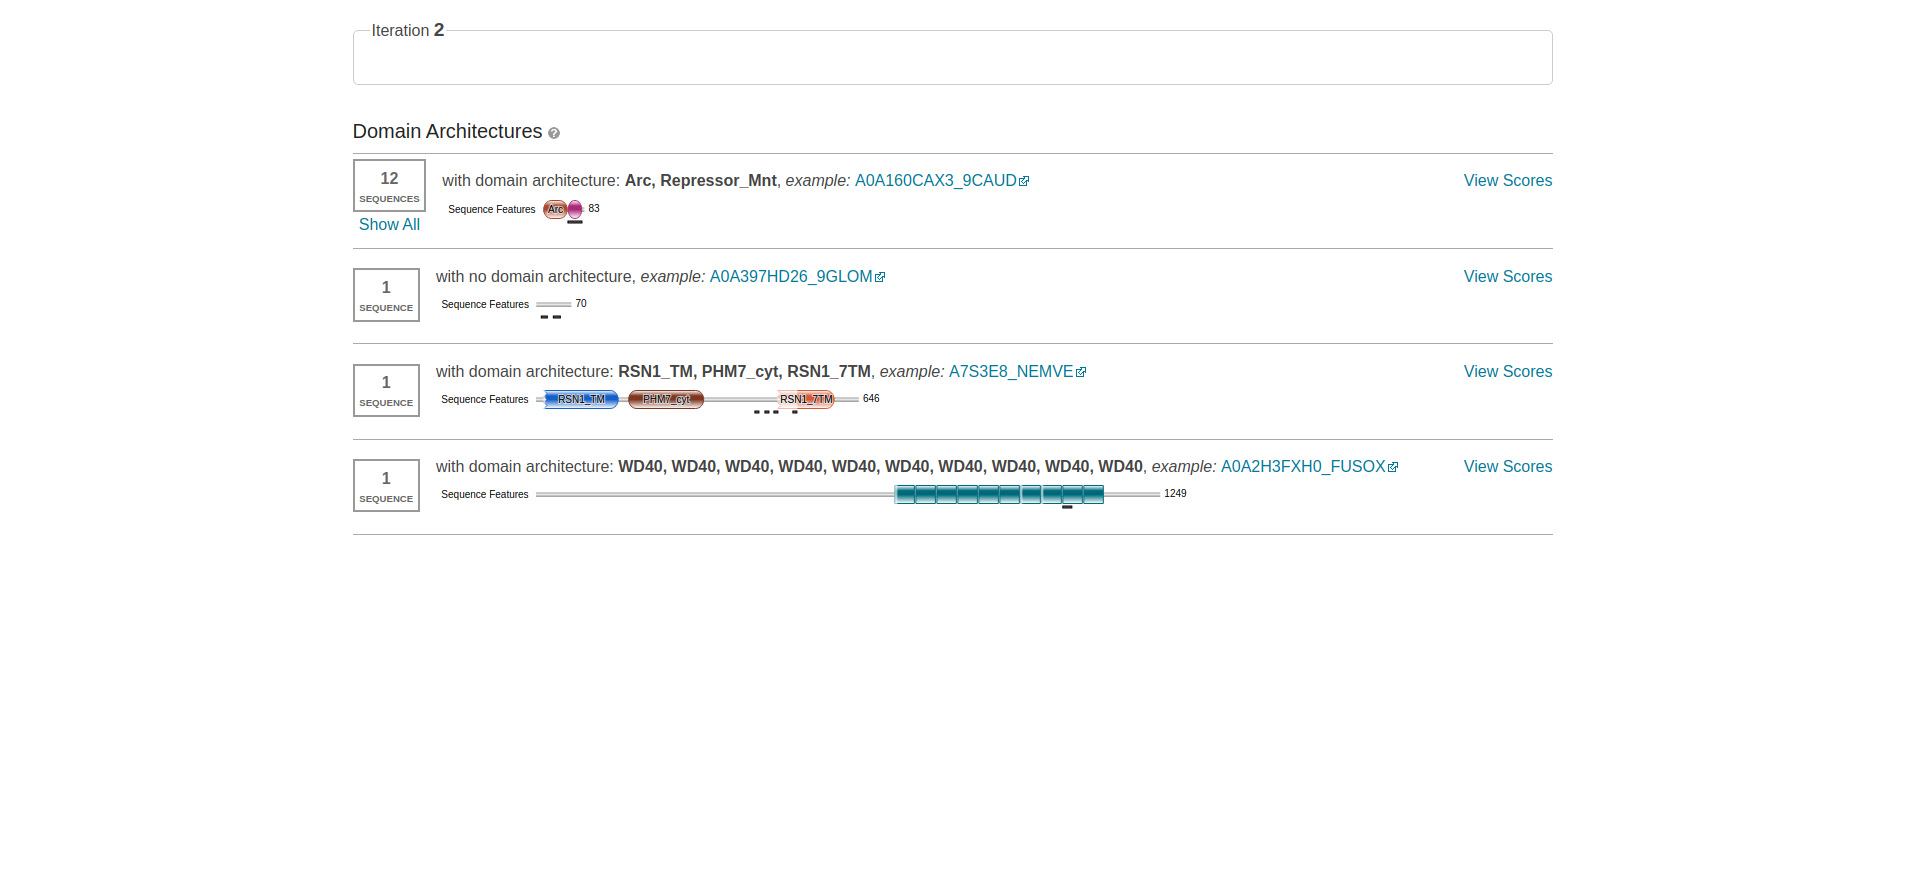 Iteration 2
Domain Architectures ?
12
SEQUENCES
Show All
with domain architecture: Arc, Repressor_Mnt, example: A0A160CAX3_9CAUD
View Scores
Sequence Features
Arc
83
1
SEQUENCE
with no domain architecture, example: A0A397HD26_9GLOM
View Scores
Sequence Features
70
1
SEQUENCE
with domain architecture: RSN1_TM, PHM7_cyt, RSN1_7TM, example: A7S3E8_NEMVE
View Scores
Sequence Features
RSN1_TM
PHM7_cyt
RSN1_7TM
646
1
SEQUENCE
with domain architecture: WD40, WD40, WD40, WD40, WD40, WD40, WD40, WD40, WD40, WD40, example: A0A2H3FXH0_FUSOX
View Scores
Sequence Features
1249